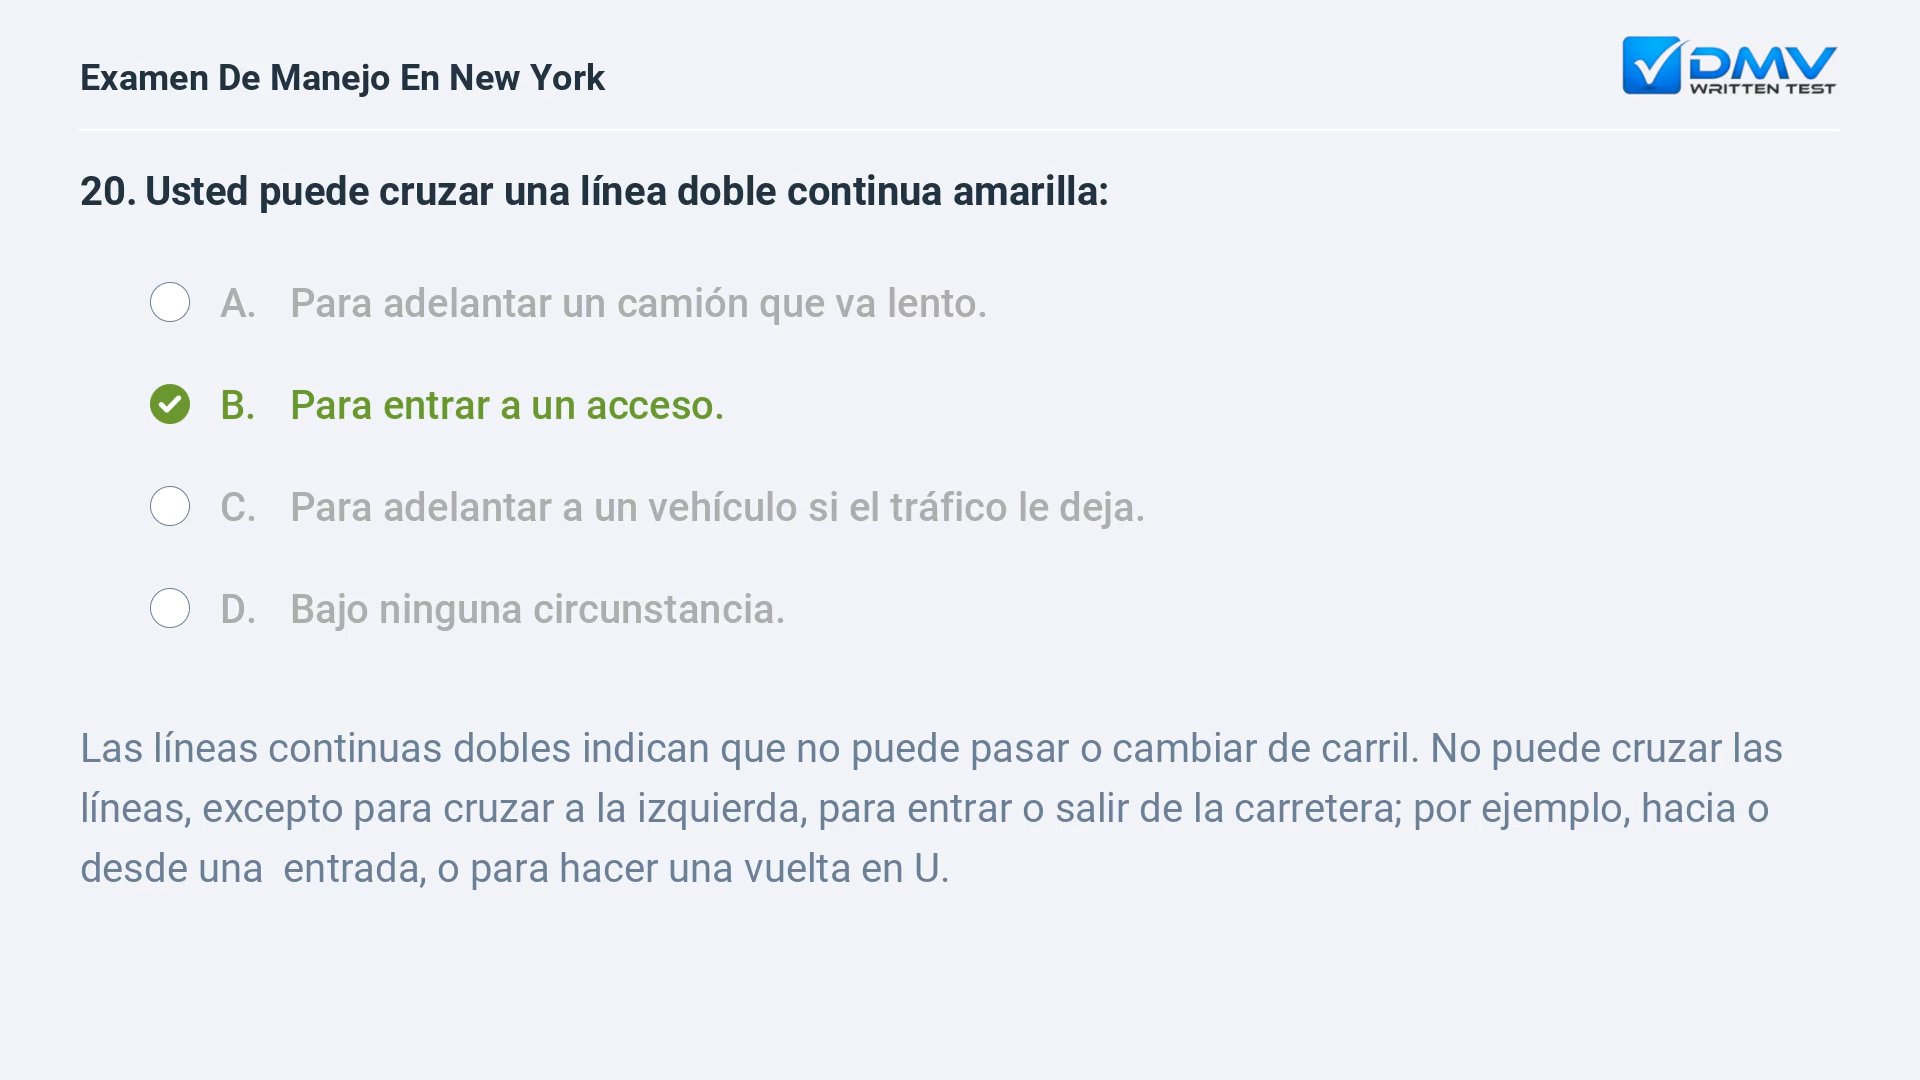 Examen De Manejo En New York
DMV
WRITTEN TEST
20. Usted puede cruzar una línea doble continua amarilla:
A. Para adelantar un camión que va lento.
B. Para entrar a un acceso.
C. Para adelantar a un vehículo si el tráfico le deja.
D. Bajo ninguna circunstancia.
Las líneas continuas dobles indican que no puede pasar o cambiar de carril. No puede cruzar las
líneas, excepto para cruzar a la izquierda, para entrar o salir de la carretera; por ejemplo, hacia o
desde una  entrada, o para hacer una vuelta en U.